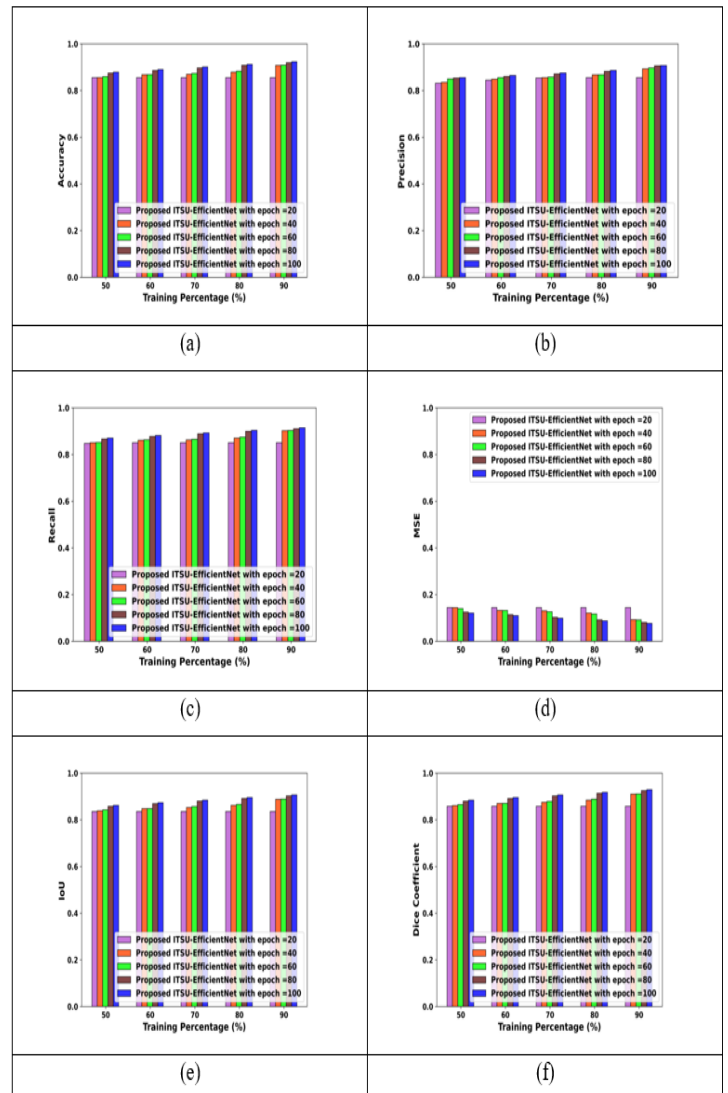 1.0
0.8
0.6
0.4
0.2
0.0
Accuracy
Proposed ITSU-EfficientNet with epoch =20
Proposed ITSU-EfficientNet with epoch =40
Proposed ITSU-EfficientNet with epoch =60
Proposed ITSU-EfficientNet with epoch =80
Proposed ITSU-EfficientNet with epoch =100
50 60 70 80 90
Training Percentage (%)
(a)
1.0
0.8
0.6
0.4
0.2
0.0
Precision
Proposed ITSU-EfficientNet with epoch =20
Proposed ITSU-EfficientNet with epoch =40
Proposed ITSU-EfficientNet with epoch =60
Proposed ITSU-EfficientNet with epoch =80
Proposed ITSU-EfficientNet with epoch =100
50 60 70 80 90
Training Percentage (%)
(b)
1.0
0.8
0.6
0.4
0.2
0.0
Recall
Proposed ITSU-EfficientNet with epoch =20
Proposed ITSU-EfficientNet with epoch =40
Proposed ITSU-EfficientNet with epoch =60
Proposed ITSU-EfficientNet with epoch =80
Proposed ITSU-EfficientNet with epoch =100
50 60 70 80 90
Training Percentage (%)
(c)
1.0
0.8
0.6
0.4
0.2
0.0
MSE
Proposed ITSU-EfficientNet with epoch =20
Proposed ITSU-EfficientNet with epoch =40
Proposed ITSU-EfficientNet with epoch =60
Proposed ITSU-EfficientNet with epoch =80
Proposed ITSU-EfficientNet with epoch =100
50 60 70 80 90
Training Percentage (%)
(d)
1.0
0.8
0.6
0.4
0.2
0.0
IoU
Proposed ITSU-EfficientNet with epoch =20
Proposed ITSU-EfficientNet with epoch =40
Proposed ITSU-EfficientNet with epoch =60
Proposed ITSU-EfficientNet with epoch =80
Proposed ITSU-EfficientNet with epoch =100
50 60 70 80 90
Training Percentage (%)
(e)
1.0
0.8
0.6
0.4
0.2
0.0
Dice Coefficient
Proposed ITSU-EfficientNet with epoch =20
Proposed ITSU-EfficientNet with epoch =40
Proposed ITSU-EfficientNet with epoch =60
Proposed ITSU-EfficientNet with epoch =80
Proposed ITSU-EfficientNet with epoch =100
50 60 70 80 90
Training Percentage (%)
(f)